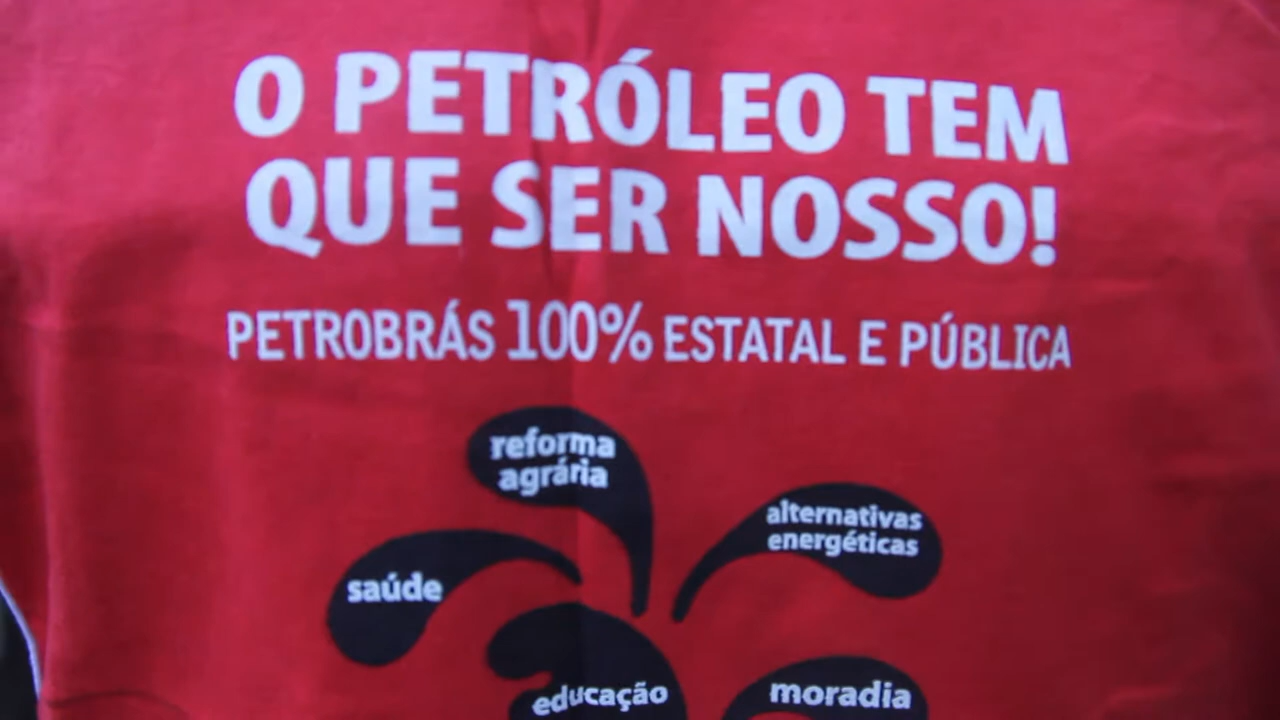 O PETRÓLEO TEM
QUE SER NOSSO!
PETROBRÁS 100% ESTATAL E PÚBLICA
reforma
agrária
alternativas
energéticas
saúde
educação
moradia